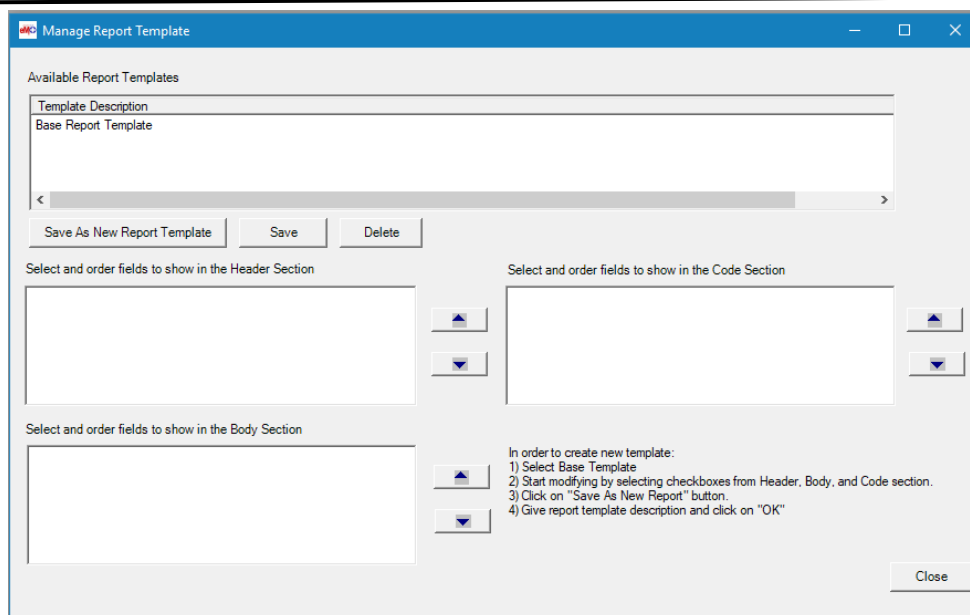 Manage Report Template
Available Report Templates
Template Description
Base Report Template
Save As New Report Template
Save
Delete
Select and order fields to show in the Header Section
Select and order fields to show in the Code Section
Select and order fields to show in the Body Section
In order to create new template:
1) Select Base Template
2) Start modifying by selecting checkboxes from Header, Body, and Code section.
3) Click on "Save As New Report" button.
4) Give report template description and click on "OK"
Close